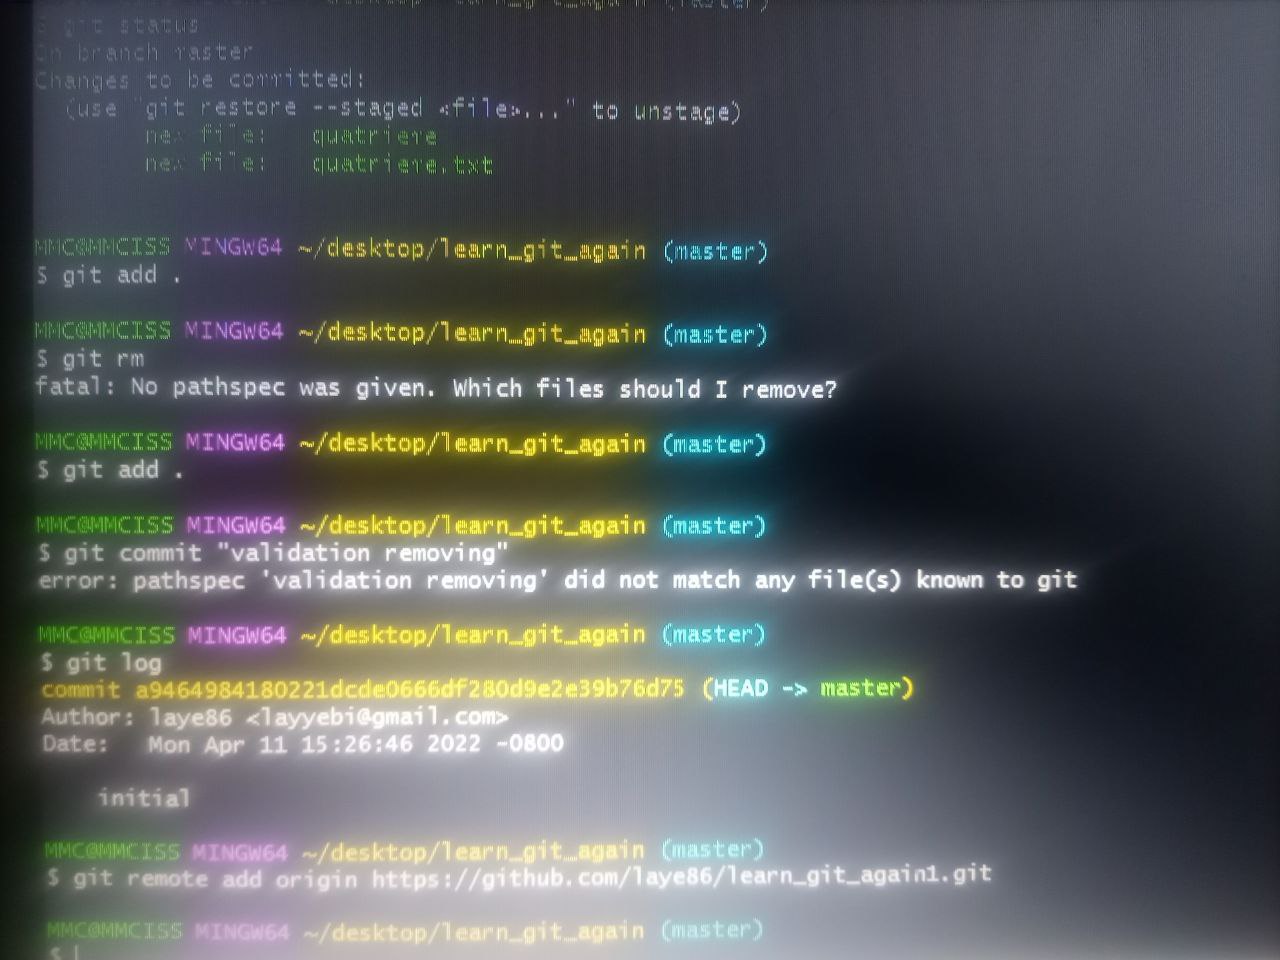 ~/desktop/learn_git_again (master)
$ git status
On branch master
Changes to be committed:
(use "git restore --staged <file>..." to unstage)
new file: quatrieme
new file: quatrieme.txt
MMC@MMCISS MINGW64 ~/desktop/learn_git_again (master)
$ git add .
MMC@MMCISS MINGW64 ~/desktop/learn_git_again (master)
$ git rm
fatal: No pathspec was given. Which files should I remove?
MMC@MMCISS MINGW64 ~/desktop/learn_git_again (master)
$ git add .
MMC@MMCISS MINGW64 ~/desktop/learn_git_again (master)
$ git commit "validation removing"
error: pathspec 'validation removing' did not match any file(s) known to git
MMC@MMCISS MINGW64 ~/desktop/learn_git_again (master)
$ git log
commit a9464984180221dcde0666df280d9e2e39b76d75 (HEAD -> master)
Author: laye86 <layyebi@gmail.com>
Date: Mon Apr 11 15:26:46 2022 -0800
initial
MMC@MMCISS MINGW64 ~/desktop/learn_git_again (master)
$ git remote add origin https://github.com/laye86/learn_git_again1.git
MMC@MMCISS MINGW64 ~/desktop/learn_git_again (master)
$